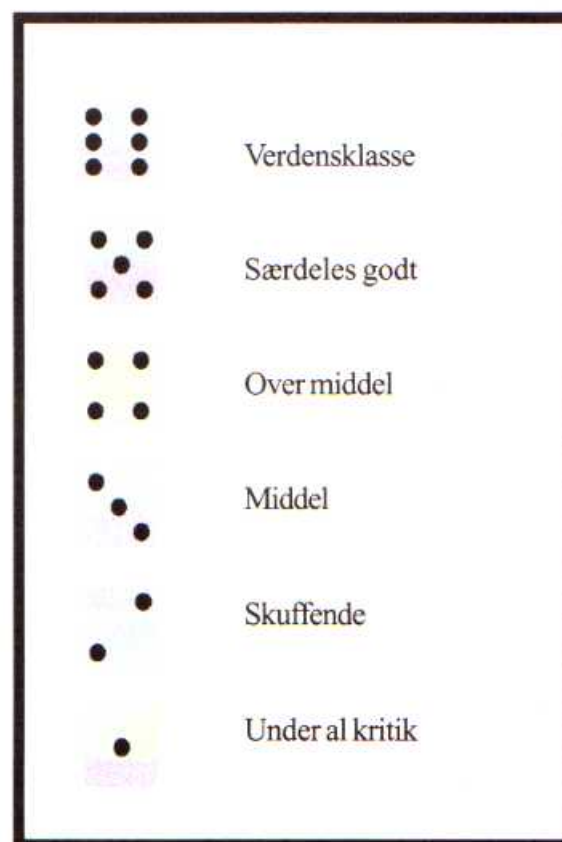 Verdensklasse
Særdeles godt
Over middel
Middel
Skuffende
Under al kritik